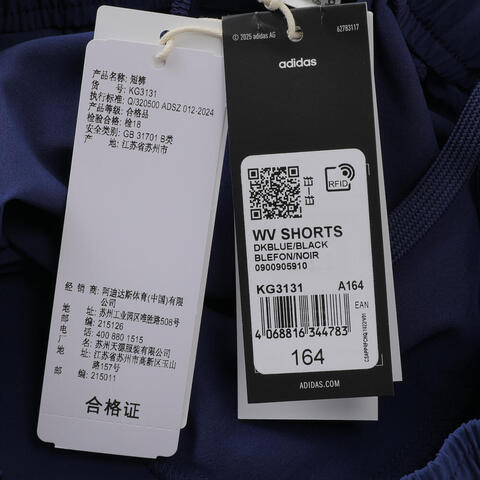 产品名称: 短裤
货 号: KG3131
执行标准: Q/320500 ADSZ 012-2024
产品等级: 合格品
检验合格: 检18
安全类别: GB 31701 B类
产 地: 江苏省苏州市
经 销 商: 阿迪达斯体育(中国)有限
公司
地 址: 苏州工业园区唯胜路508号
邮 编: 215126
电 话: 400 880 1515
苏州天源服装有限公司
地 址: 江苏省苏州市高新区玉山
路157号
邮 编: 215011
合格证
© 2025 adidas AG
62783117
adidas
RFID
WV SHORTS
DKBLUE/BLACK
BLEFON/NOIR
0900905910
KG3131 A164
EAN
4 068816 344783
164
ADIDAS.COM